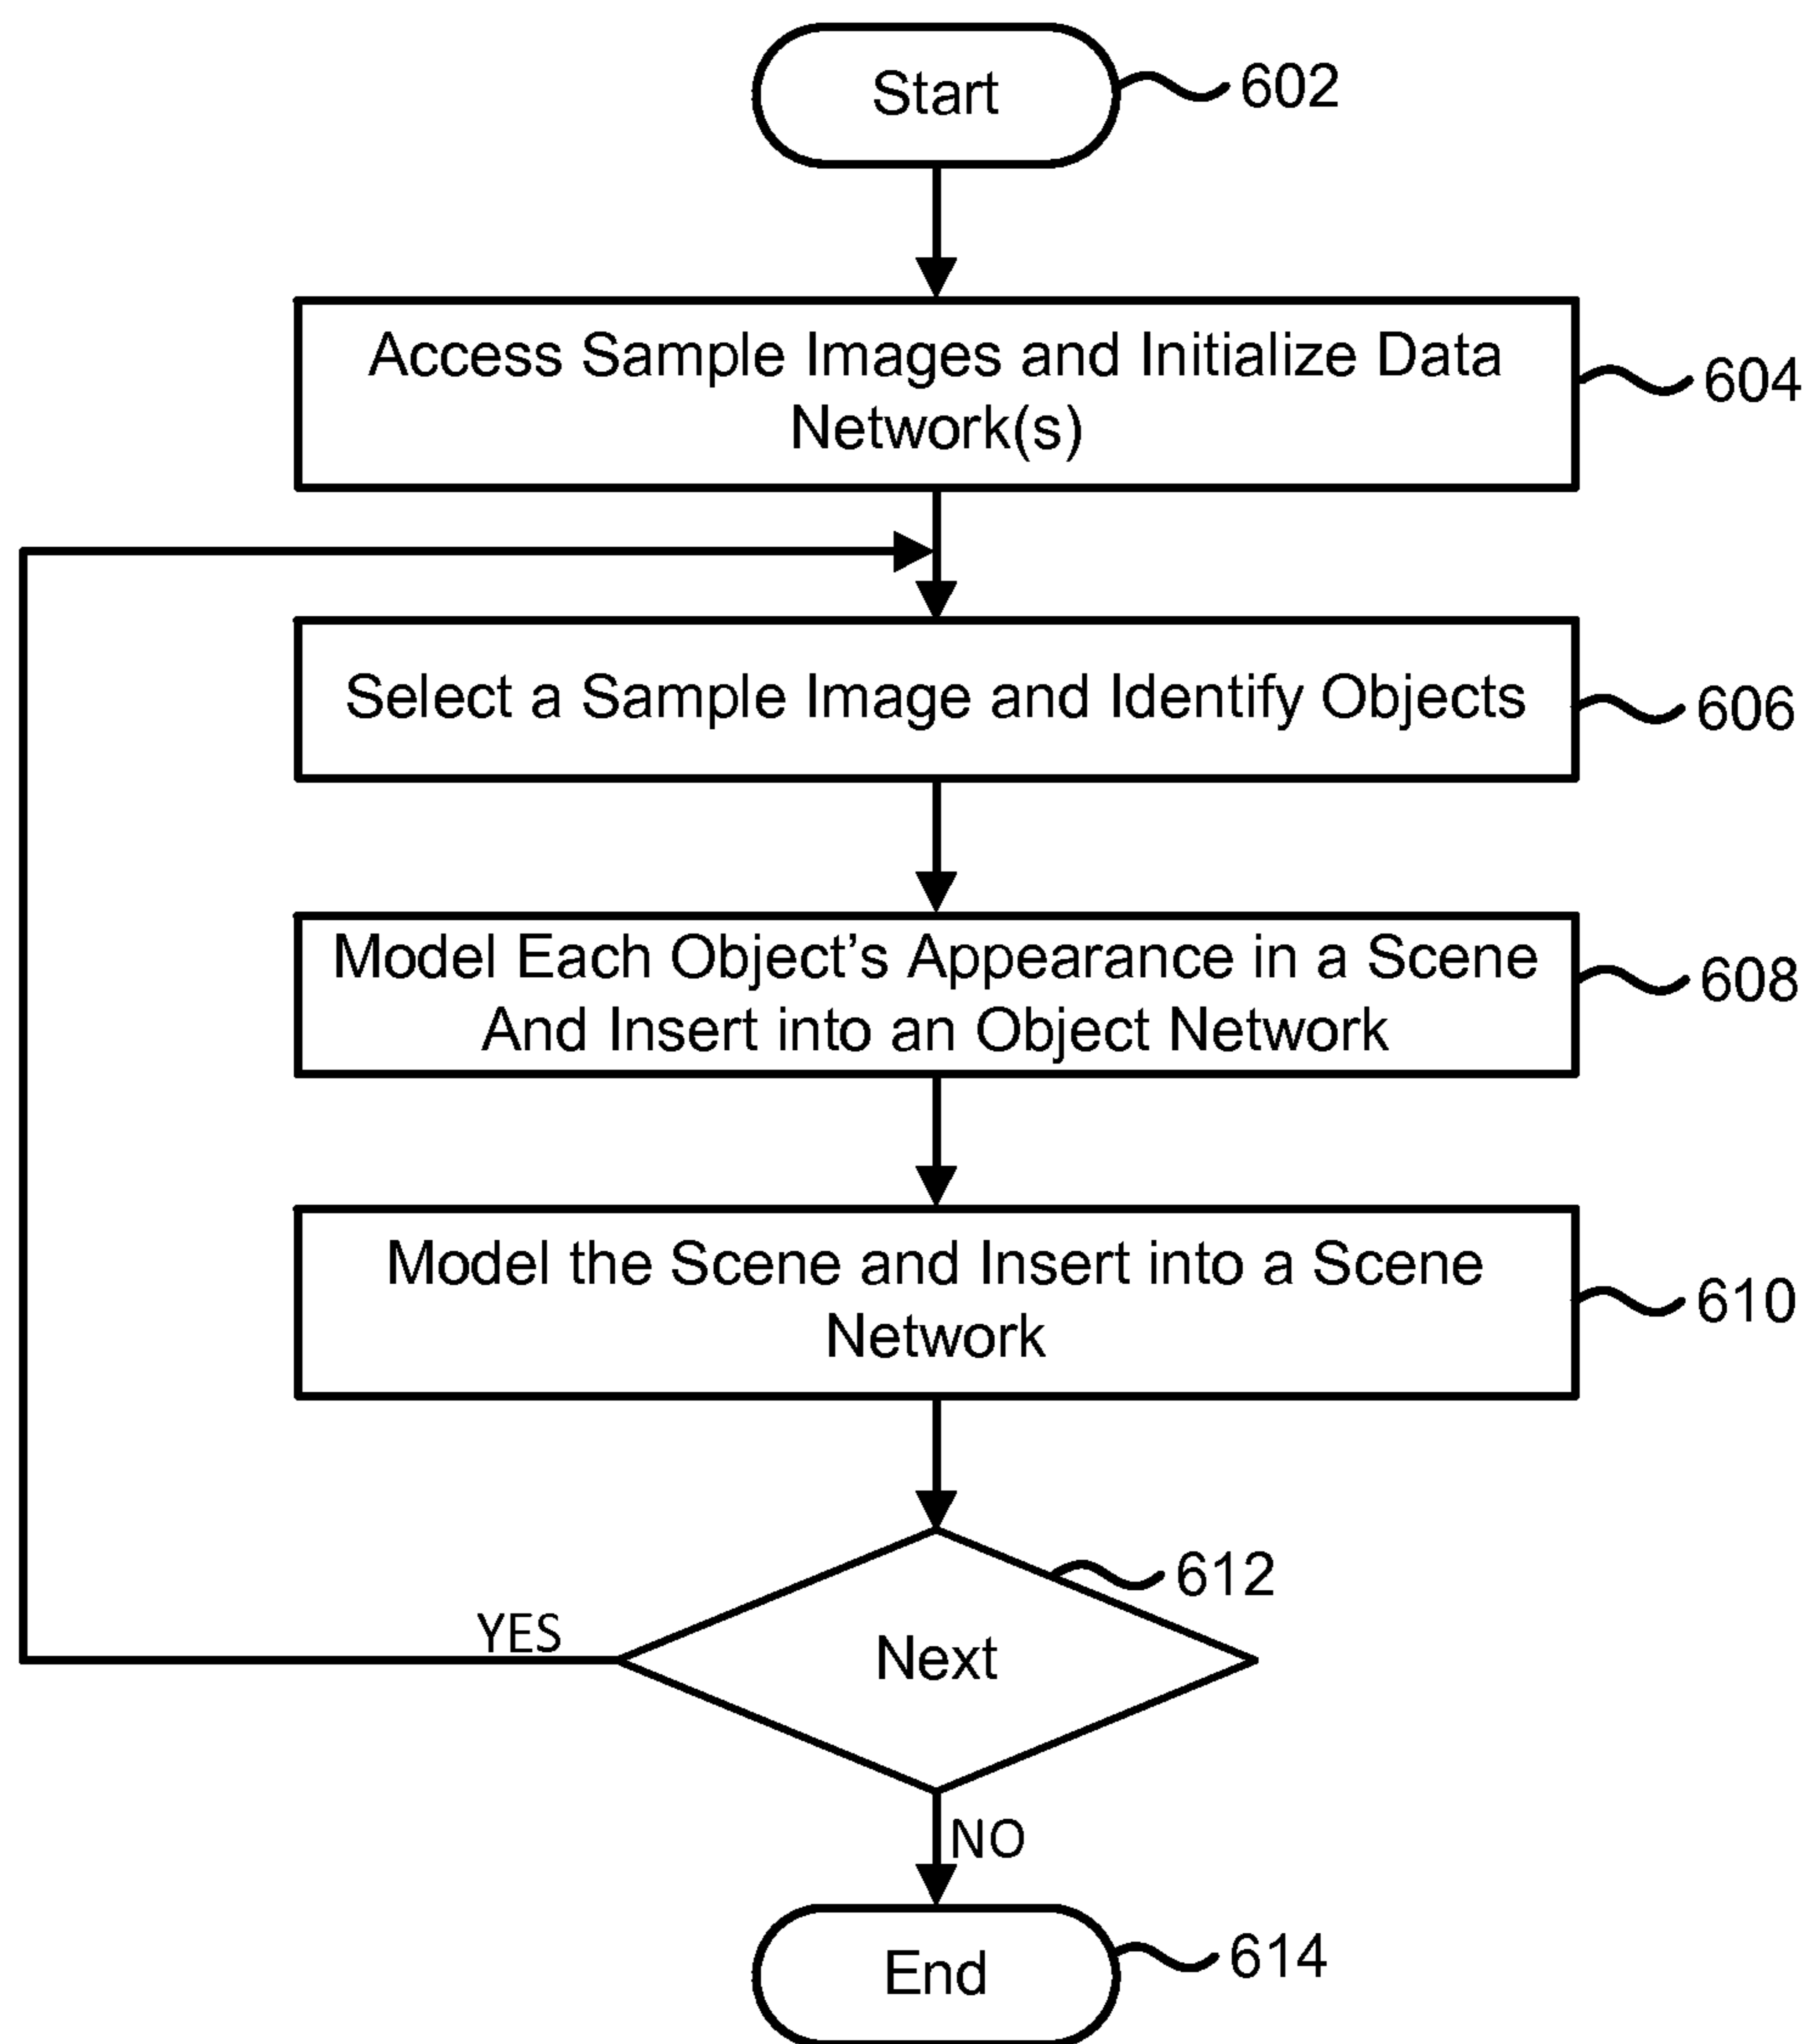 Start
602
Access Sample Images and Initialize Data
Network(s)
604
Select a Sample Image and Identify Objects
606
Model Each Object’s Appearance in a Scene
And Insert into an Object Network
608
Model the Scene and Insert into a Scene
Network
610
612
YES
Next
NO
End
614